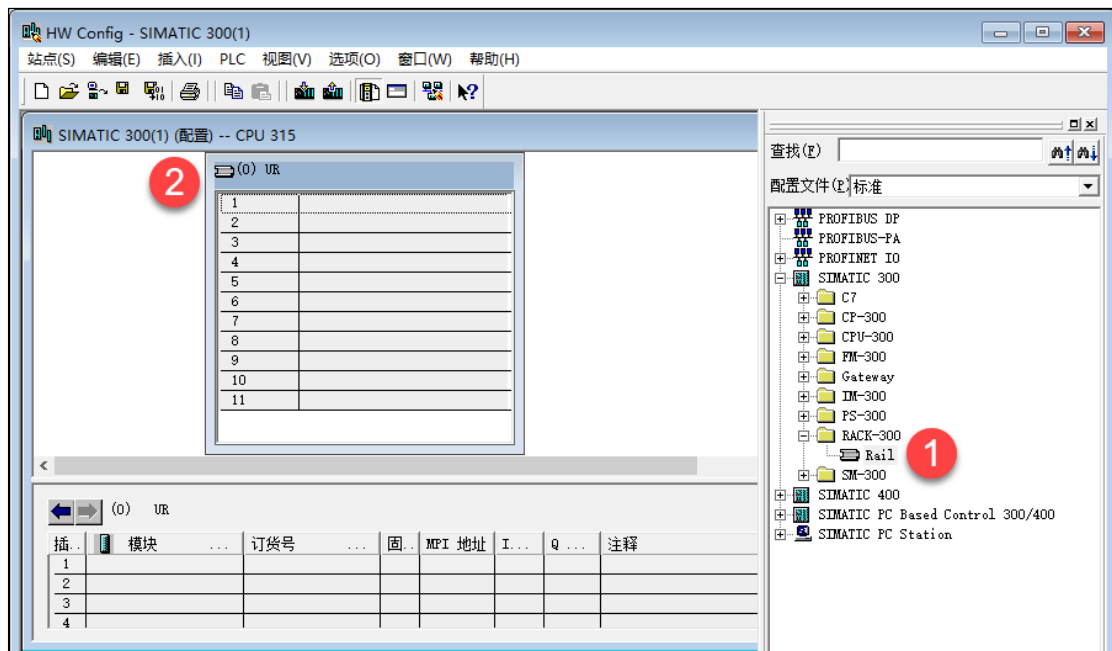 HW Config - SIMATIC 300(1)
站点(S) 编辑(E) 插入(I) PLC 视图(V) 选项(O) 窗口(W) 帮助(H)
SIMATIC 300(1) (配置) -- CPU 315
(0) UR
1
2
3
4
5
6
7
8
9
10
11
2
查找(F)
配置文件(P) 标准
PROFIBUS DP
PROFIBUS-PA
PROFINET IO
SIMATIC 300
C7
CP-300
CPU-300
FM-300
Gateway
IM-300
PS-300
RACK-300
Rail
1
SM-300
SIMATIC 400
SIMATIC PC Based Control 300/400
SIMATIC PC Station
(0) UR
插.. 模块 ... 订货号 ... 固.. MPI 地址 I... Q ... 注释
1
2
3
4